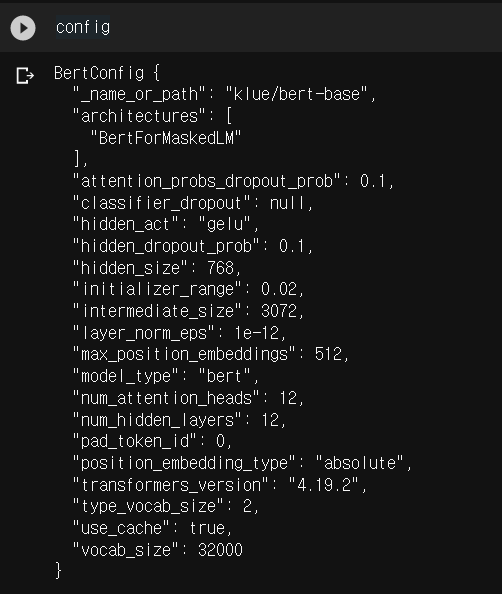 config
BertConfig {
  "_name_or_path": "klue/bert-base",
  "architectures": [
    "BertForMaskedLM"
  ],
  "attention_probs_dropout_prob": 0.1,
  "classifier_dropout": null,
  "hidden_act": "gelu",
  "hidden_dropout_prob": 0.1,
  "hidden_size": 768,
  "initializer_range": 0.02,
  "intermediate_size": 3072,
  "layer_norm_eps": 1e-12,
  "max_position_embeddings": 512,
  "model_type": "bert",
  "num_attention_heads": 12,
  "num_hidden_layers": 12,
  "pad_token_id": 0,
  "position_embedding_type": "absolute",
  "transformers_version": "4.19.2",
  "type_vocab_size": 2,
  "use_cache": true,
  "vocab_size": 32000
}